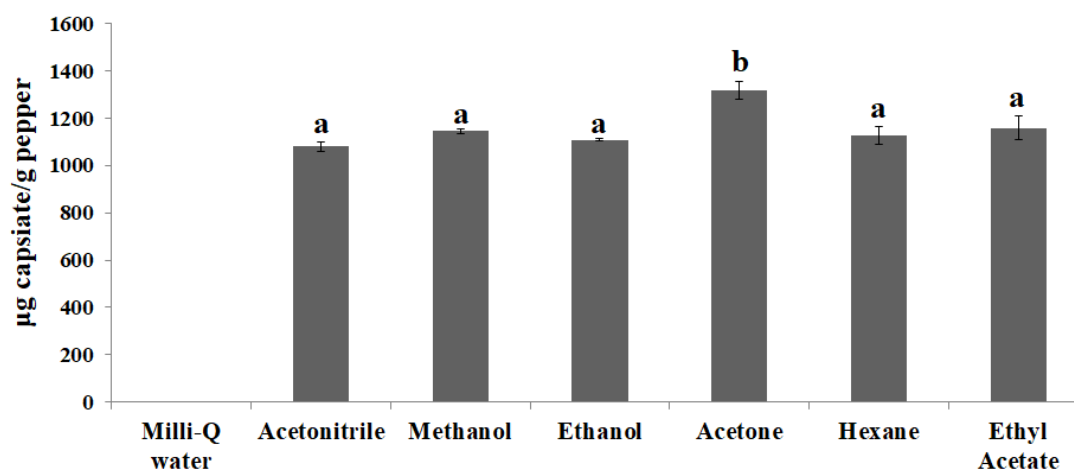 1600
1400
1200
1000
800
600
400
200
0
µg capsiate/g pepper
a
a
a
b
a
a
Milli-Q
water
Acetonitrile
Methanol
Ethanol
Acetone
Hexane
Ethyl
Acetate